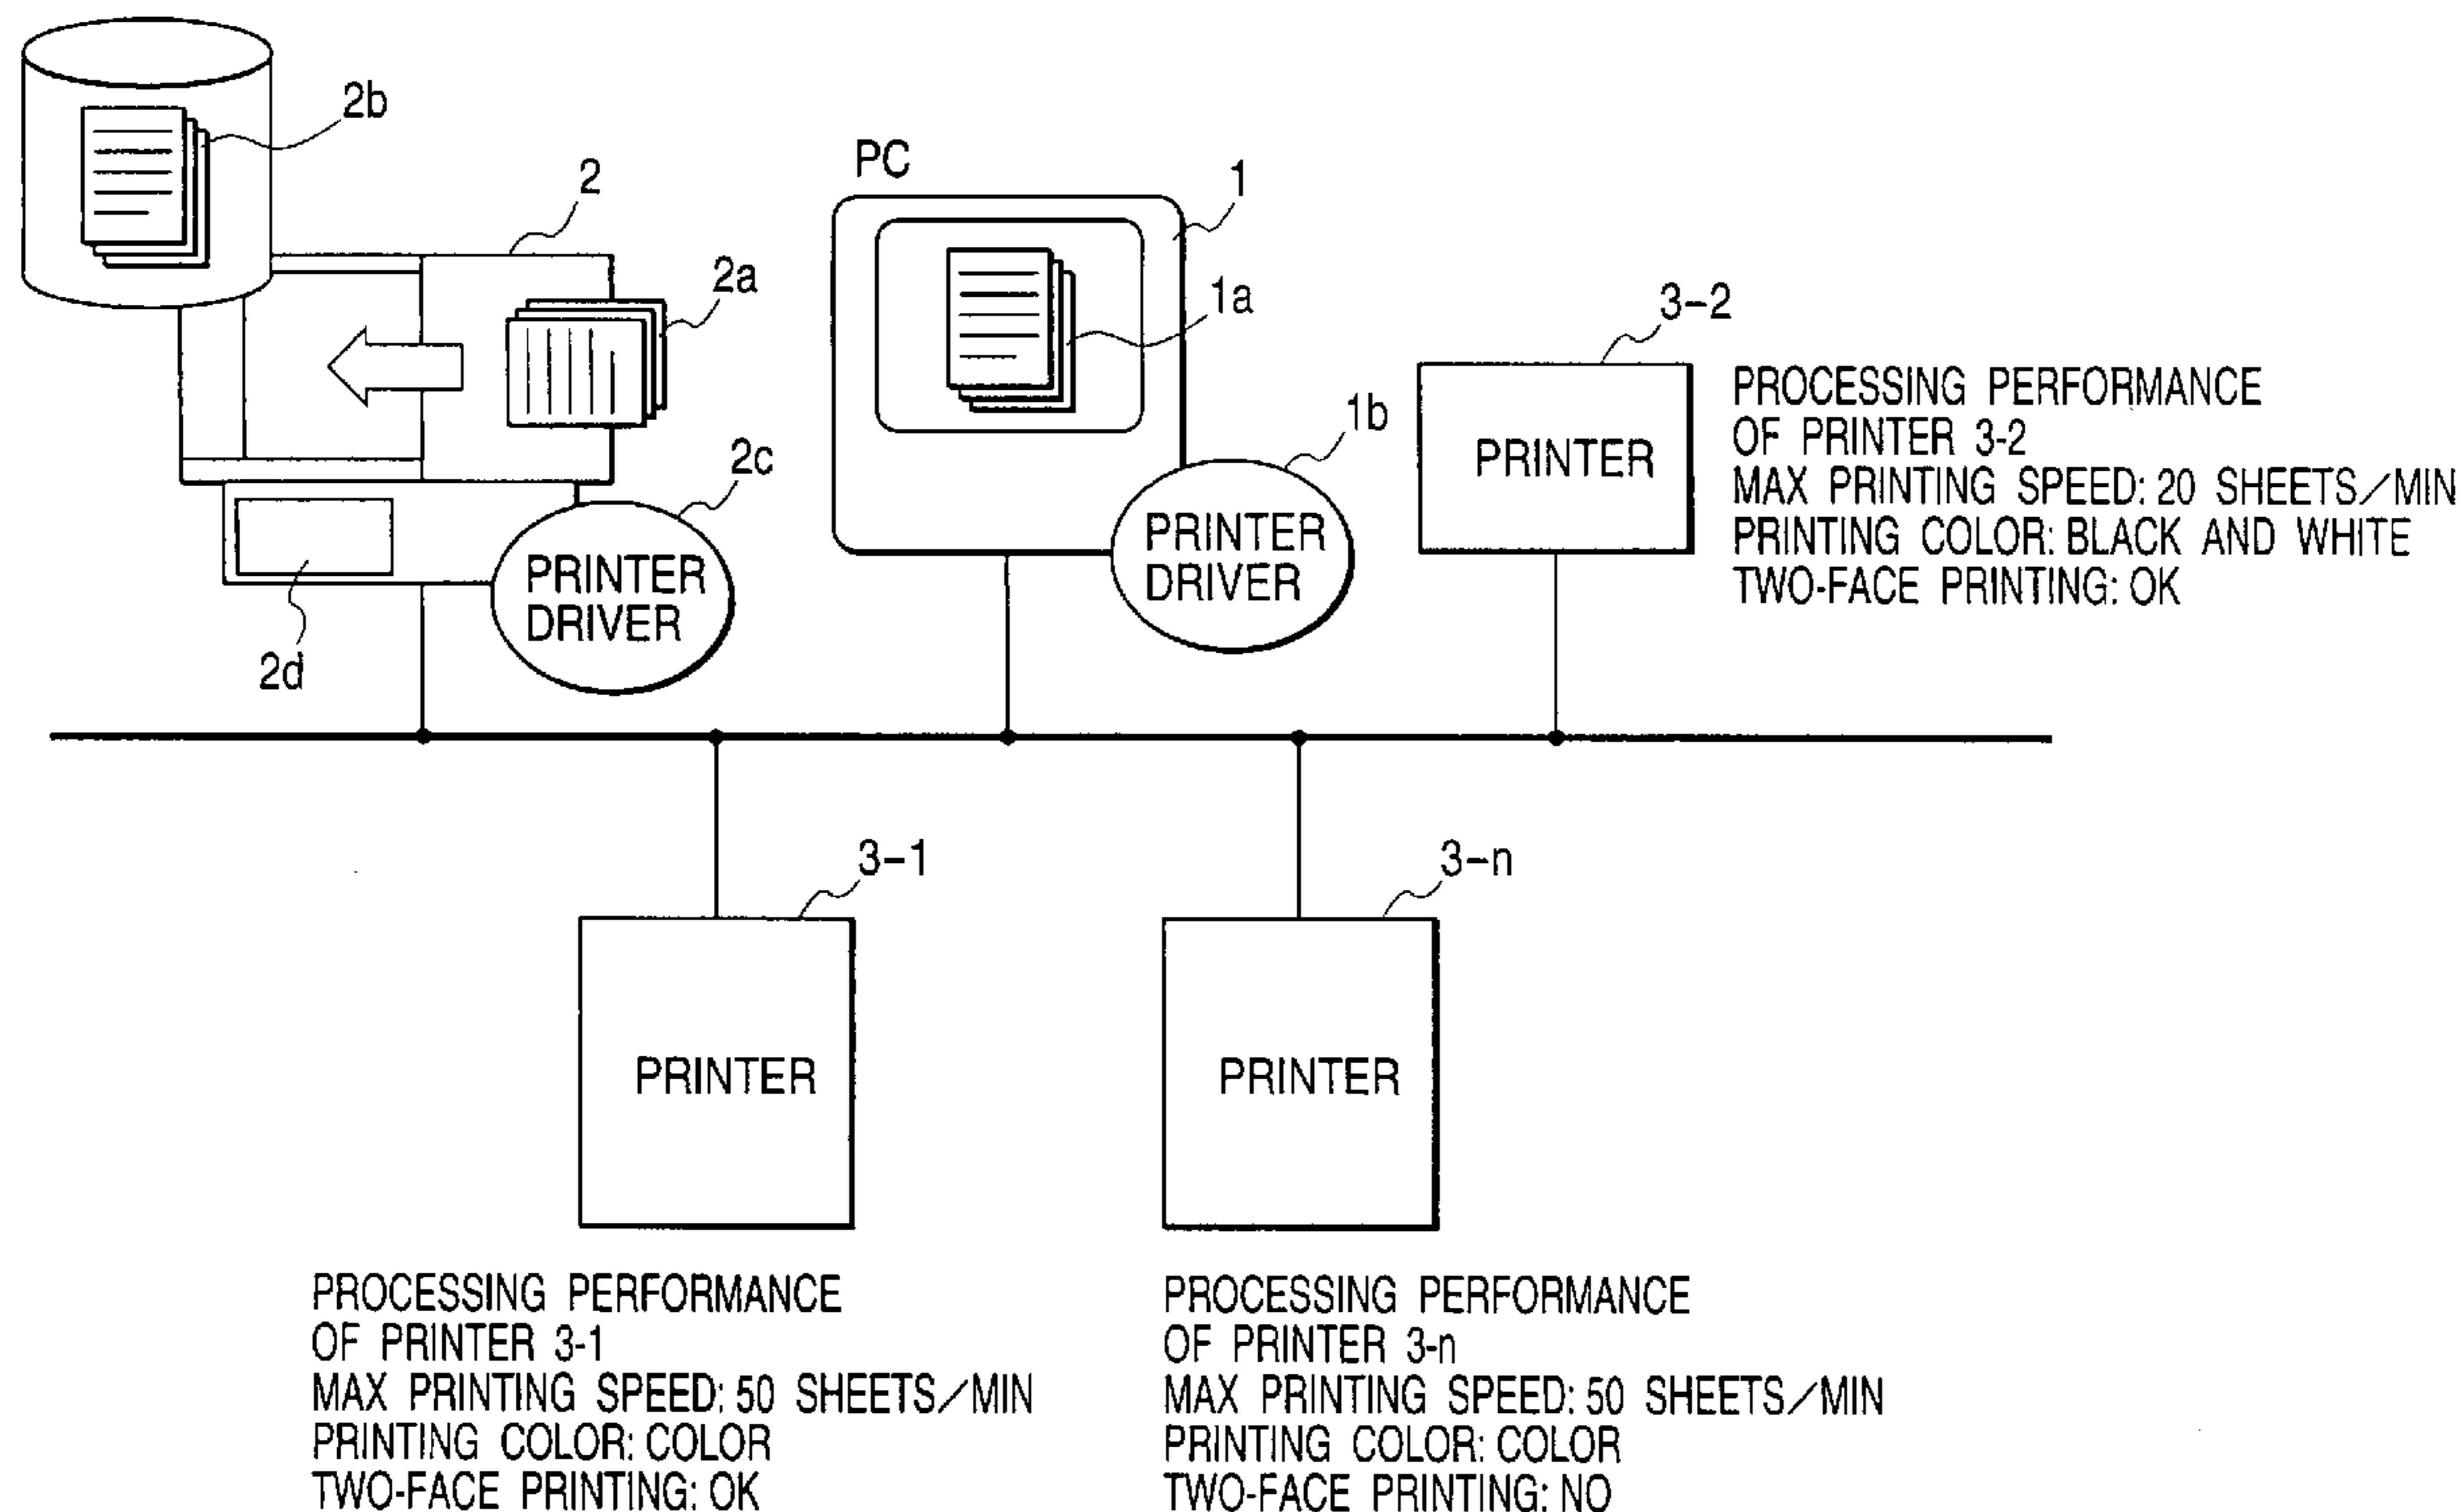 2b
PC
2
1
2a
1a
3-2
PROCESSING PERFORMANCE
OF PRINTER 3-2
MAX PRINTING SPEED: 20 SHEETS/MIN
PRINTING COLOR: BLACK AND WHITE
TWO-FACE PRINTING: OK
PRINTER
1b
2c
PRINTER
DRIVER
PRINTER
DRIVER
2d
3-1
3-n
PRINTER
PRINTER
PROCESSING PERFORMANCE
OF PRINTER 3-1
MAX PRINTING SPEED: 50 SHEETS/MIN
PRINTING COLOR: COLOR
TWO-FACE PRINTING: OK
PROCESSING PERFORMANCE
OF PRINTER 3-n
MAX PRINTING SPEED: 50 SHEETS/MIN
PRINTING COLOR: COLOR
TWO-FACE PRINTING: NO